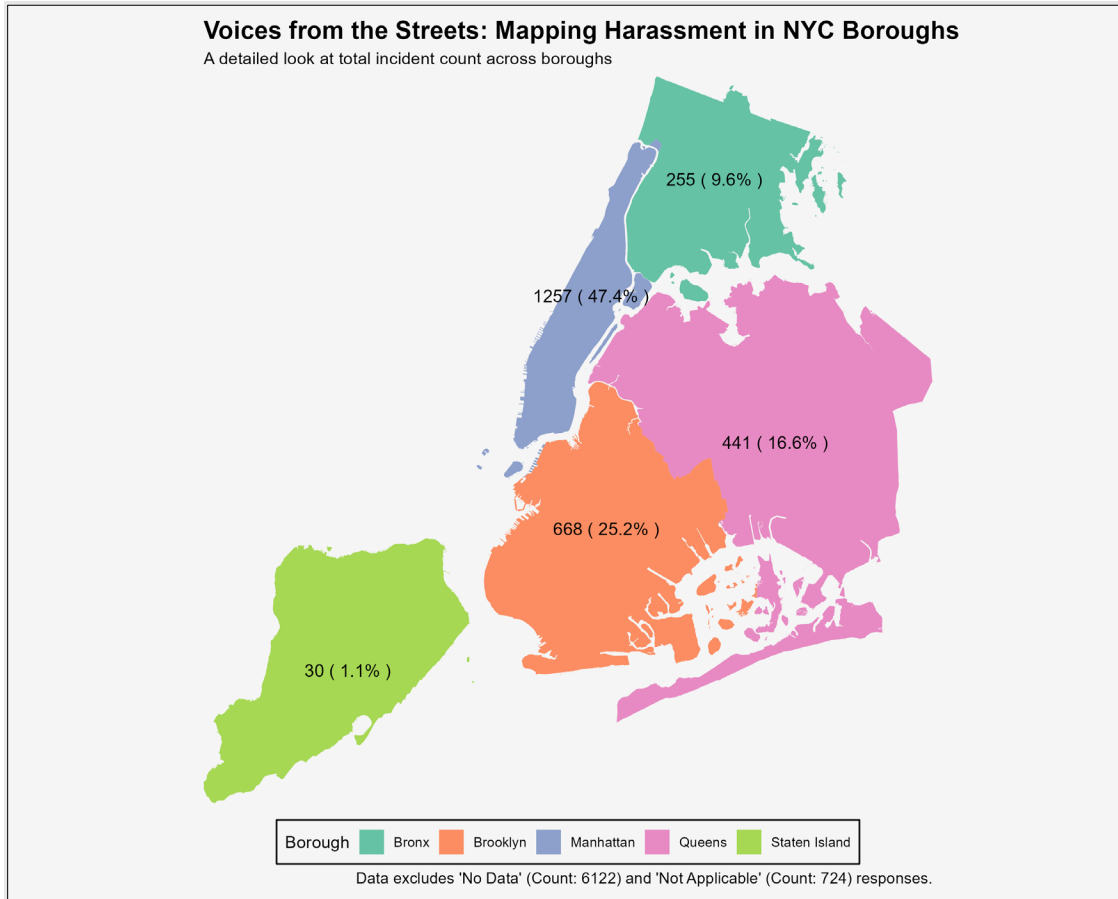 Voices from the Streets: Mapping Harassment in NYC Boroughs
A detailed look at total incident count across boroughs
255 ( 9.6% )
1257 ( 47.4% )
441 ( 16.6% )
668 ( 25.2% )
30 ( 1.1% )
Borough Bronx Brooklyn Manhattan Queens Staten Island
Data excludes 'No Data' (Count: 6122) and 'Not Applicable' (Count: 724) responses.